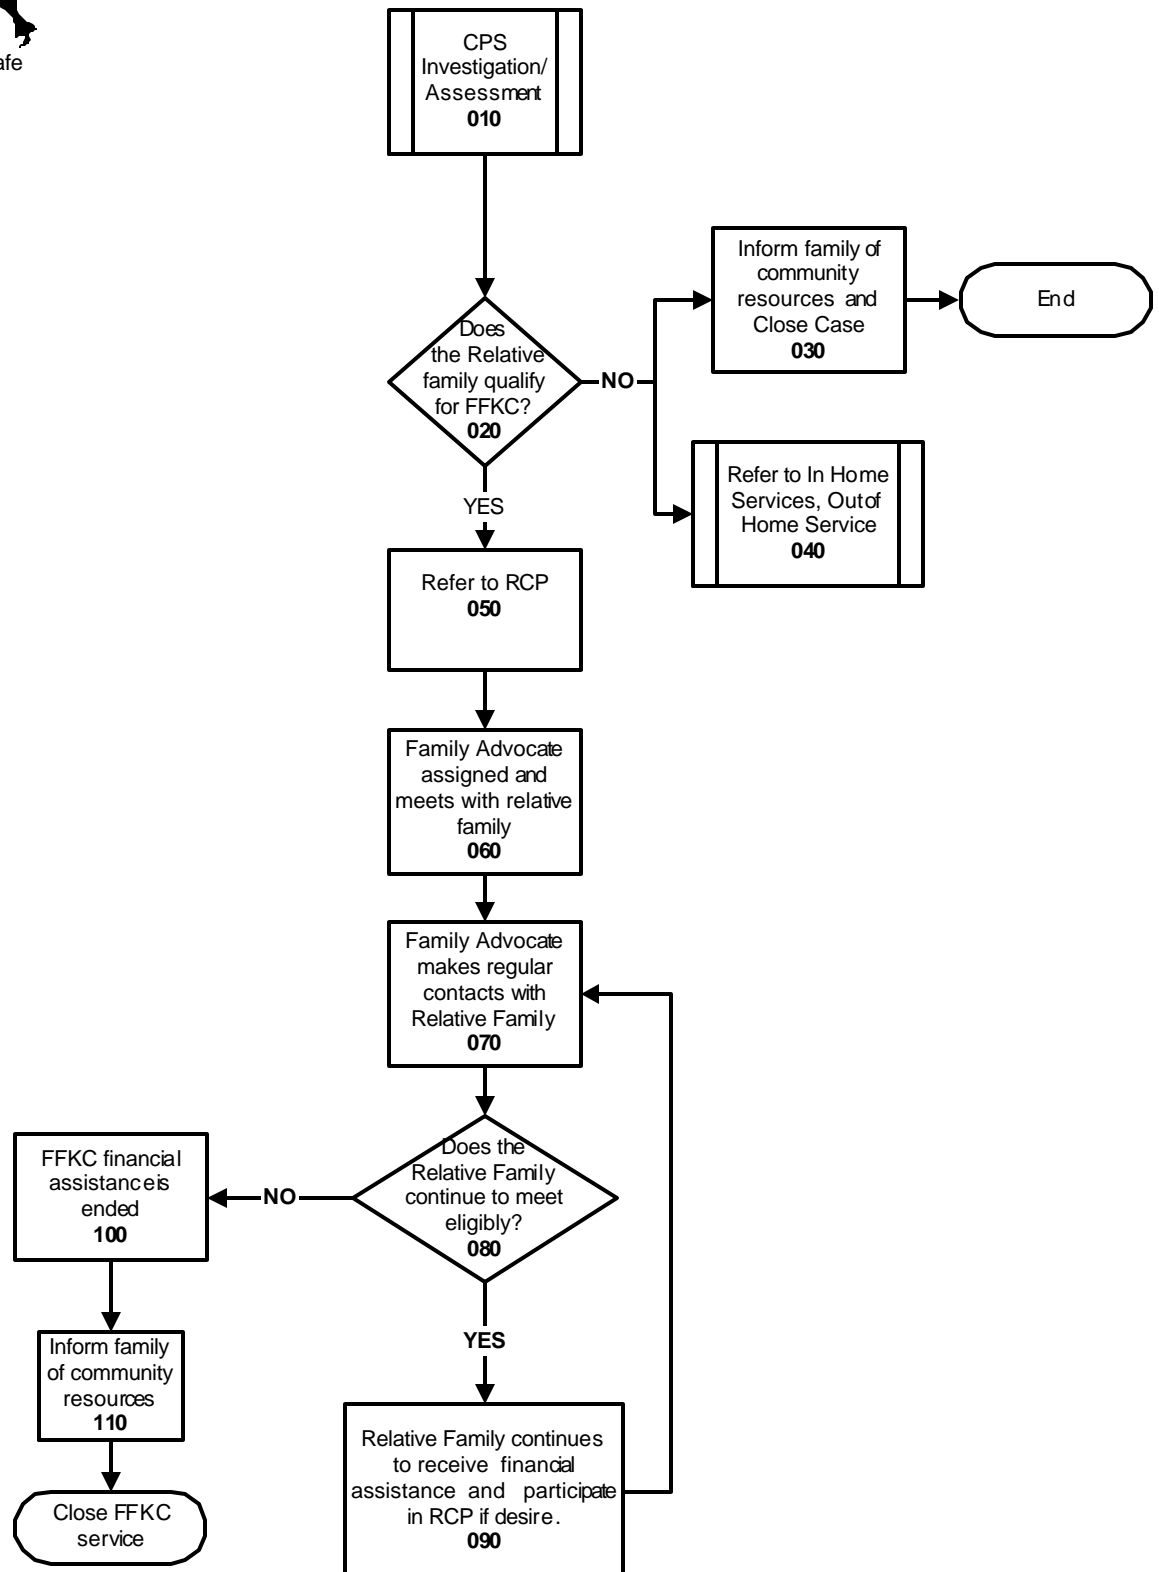 afe
CPS
Investigation/
Assessment
010
Does
the Relative
family qualify
for FFKC?
020
NO
Inform family of
community
resources and
Close Case
030
End
Refer to In Home
Services, Out of
Home Service
040
YES
Refer to RCP
050
Family Advocate
assigned and
meets with relative
family
060
Family Advocate
makes regular
contacts with
Relative Family
070
Does the
Relative Family
continue to meet
eligibly?
080
NO
FFKC financial
assistance is
ended
100
Inform family
of community
resources
110
Close FFKC
service
YES
Relative Family continues
to receive financial
assistance and participate
in RCP if desire.
090